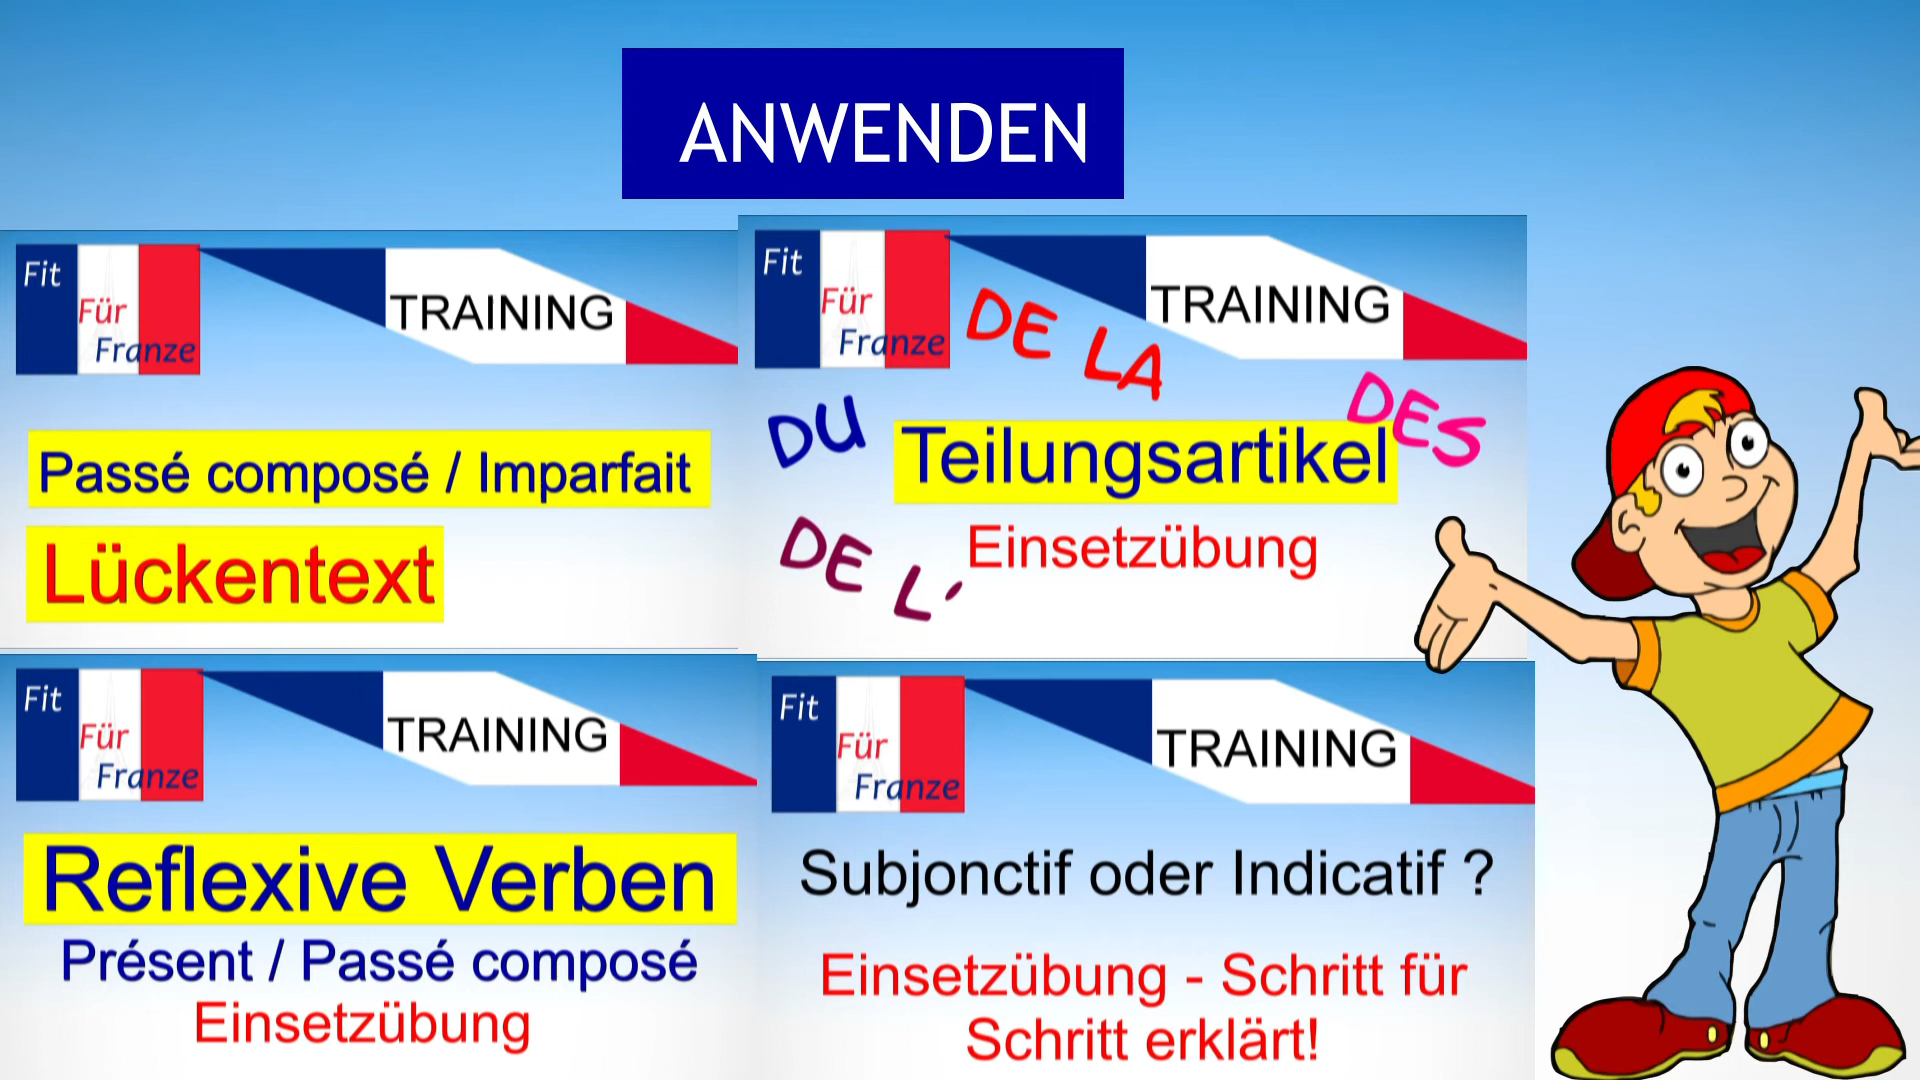 ANWENDEN
Fit
Für
Franze
TRAINING
Passé composé / Imparfait
Lückentext
Fit
Für
Franze
TRAINING
DE LA
DU
DES
Teilungsartikel
DE L'
Einsetzübung
Fit
Für
Franze
TRAINING
Reflexive Verben
Présent / Passé composé
Einsetzübung
Fit
Für
Franze
TRAINING
Subjonctif oder Indicatif ?
Einsetzübung - Schritt für
Schritt erklärt!